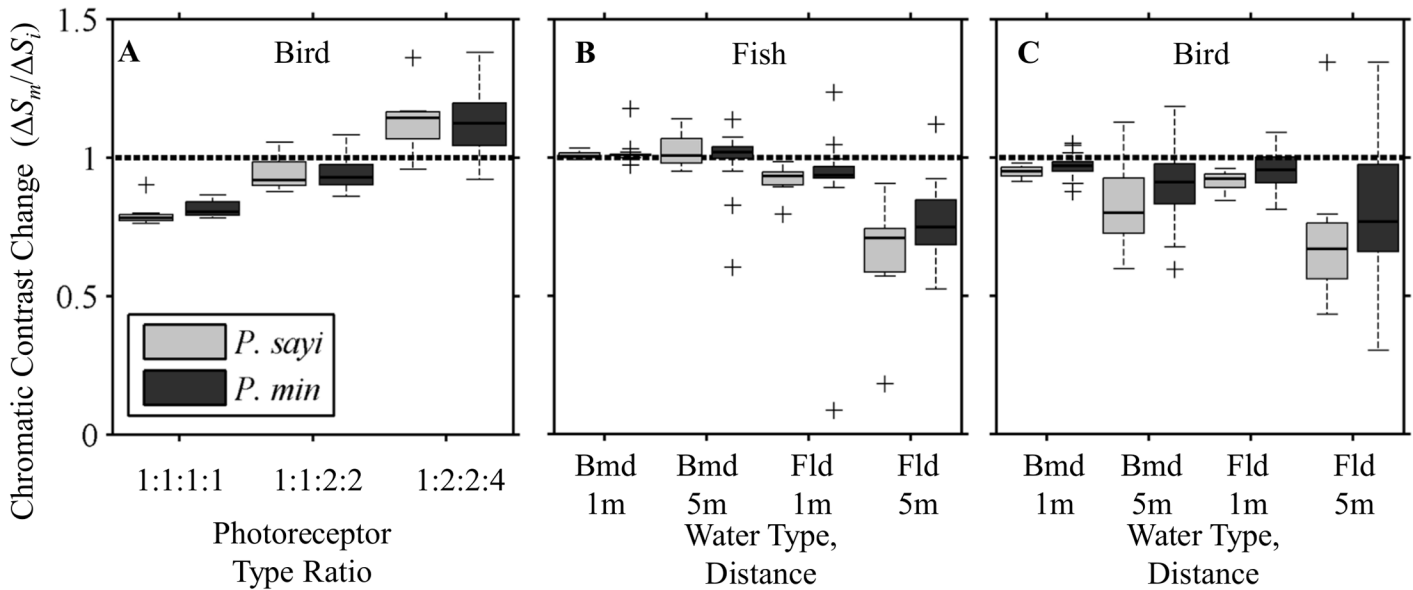 Chromatic Contrast Change (ΔSm/ΔSi)
1.5
1
0.5
0
A
Bird
P. sayi
P. min
1:1:1:1
1:1:2:2
1:2:2:4
Photoreceptor
Type Ratio
B
Fish
Bmd
1m
Bmd
5m
Fld
1m
Fld
5m
Water Type,
Distance
C
Bird
Bmd
1m
Bmd
5m
Fld
1m
Fld
5m
Water Type,
Distance